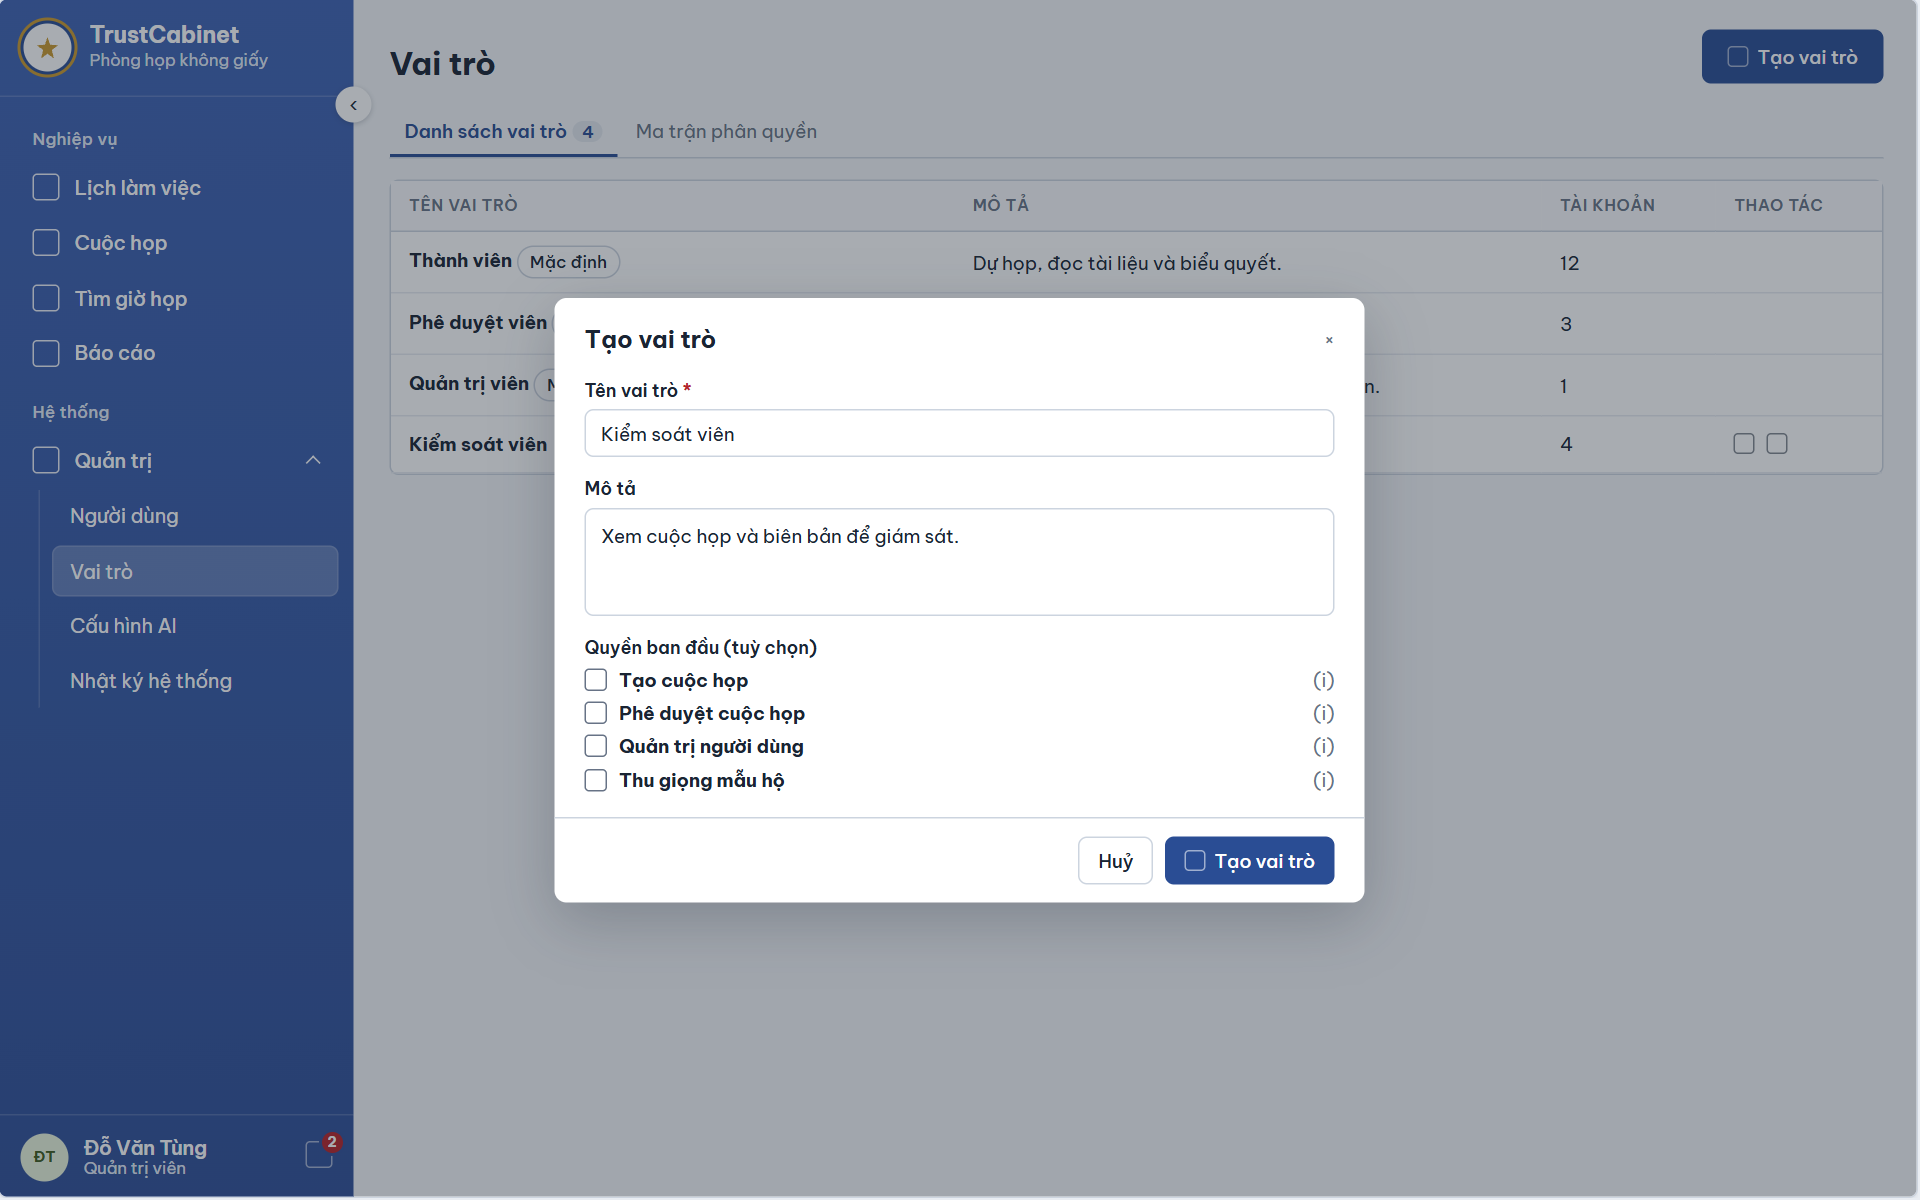 TrustCabinet
Phòng họp không giấy
Nghiệp vụ
Lịch làm việc
Cuộc họp
Tìm giờ họp
Báo cáo
Hệ thống
Quản trị
Người dùng
Vai trò
Cấu hình AI
Nhật ký hệ thống
ĐT
Đỗ Văn Tùng
Quản trị viên
2
Vai trò
Tạo vai trò
Danh sách vai trò 4
Ma trận phân quyền
TÊN VAI TRÒ MÔ TẢ TÀI KHOẢN THAO TÁC
Thành viên Mặc định Dự họp, đọc tài liệu và biểu quyết. 12
Phê duyệt viên 3
Quản trị viên n. 1
Kiểm soát viên 4
Tạo vai trò
×
Tên vai trò *
Kiểm soát viên
Mô tả
Xem cuộc họp và biên bản để giám sát.
Quyền ban đầu (tuỳ chọn)
Tạo cuộc họp (i)
Phê duyệt cuộc họp (i)
Quản trị người dùng (i)
Thu giọng mẫu hộ (i)
Huỷ
Tạo vai trò